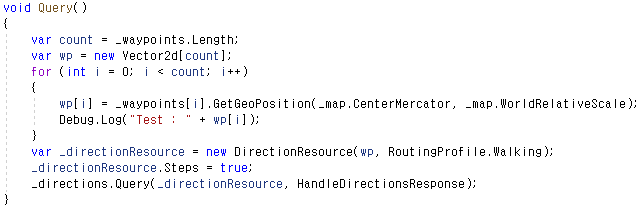 void Query()
{
var count = _waypoints.Length;
var wp = new Vector2d[count];
for (int i = 0; i < count; i++)
{
wp[i] = _waypoints[i].GetGeoPosition(_map.CenterMercator, _map.WorldRelativeScale);
Debug.Log("Test : " + wp[i]);
}
var _directionResource = new DirectionResource(wp, RoutingProfile.Walking);
_directionResource.Steps = true;
_directions.Query(_directionResource, HandleDirectionsResponse);
}